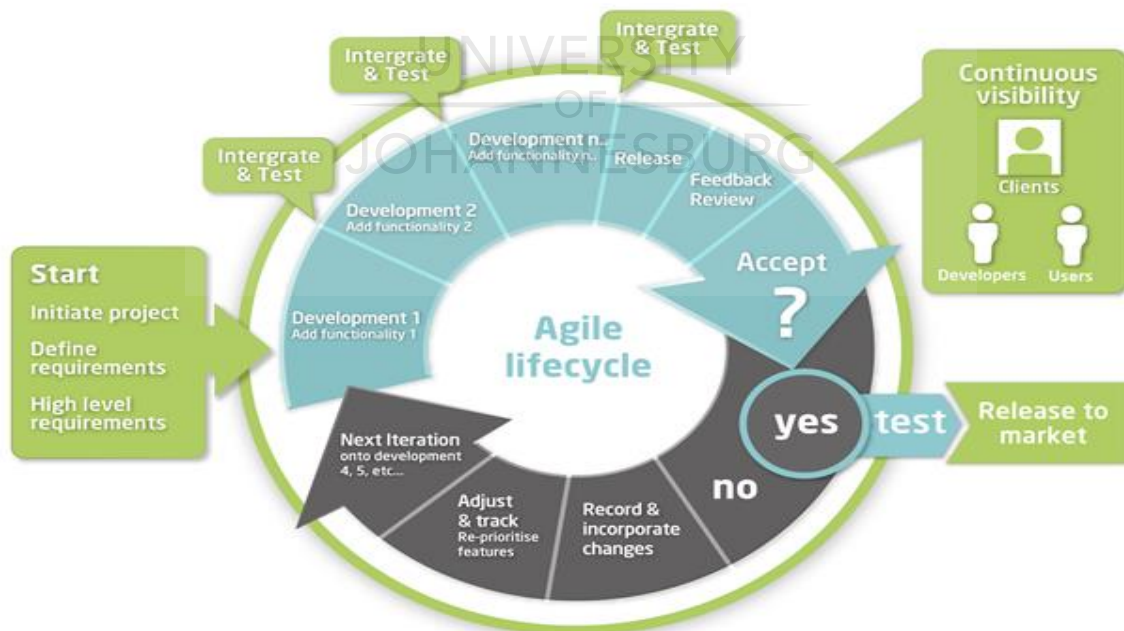 UNIVERSITY
OF
JOHANNESBURG
Intergrate
& Test
Intergrate
& Test
Intergrate
& Test
Continuous
visibility
Clients
Developers
Users
Start
Initiate project
Define
requirements
High level
requirements
Development 1
Add functionality 1
Development 2
Add functionality 2
Development n..
Add functionality n..
Release
Feedback
Review
Accept
?
Agile
lifecycle
yes
test
Release to
market
no
Record &
incorporate
changes
Adjust
& track
Re-prioritise
features
Next Iteration
onto development
4, 5, etc...